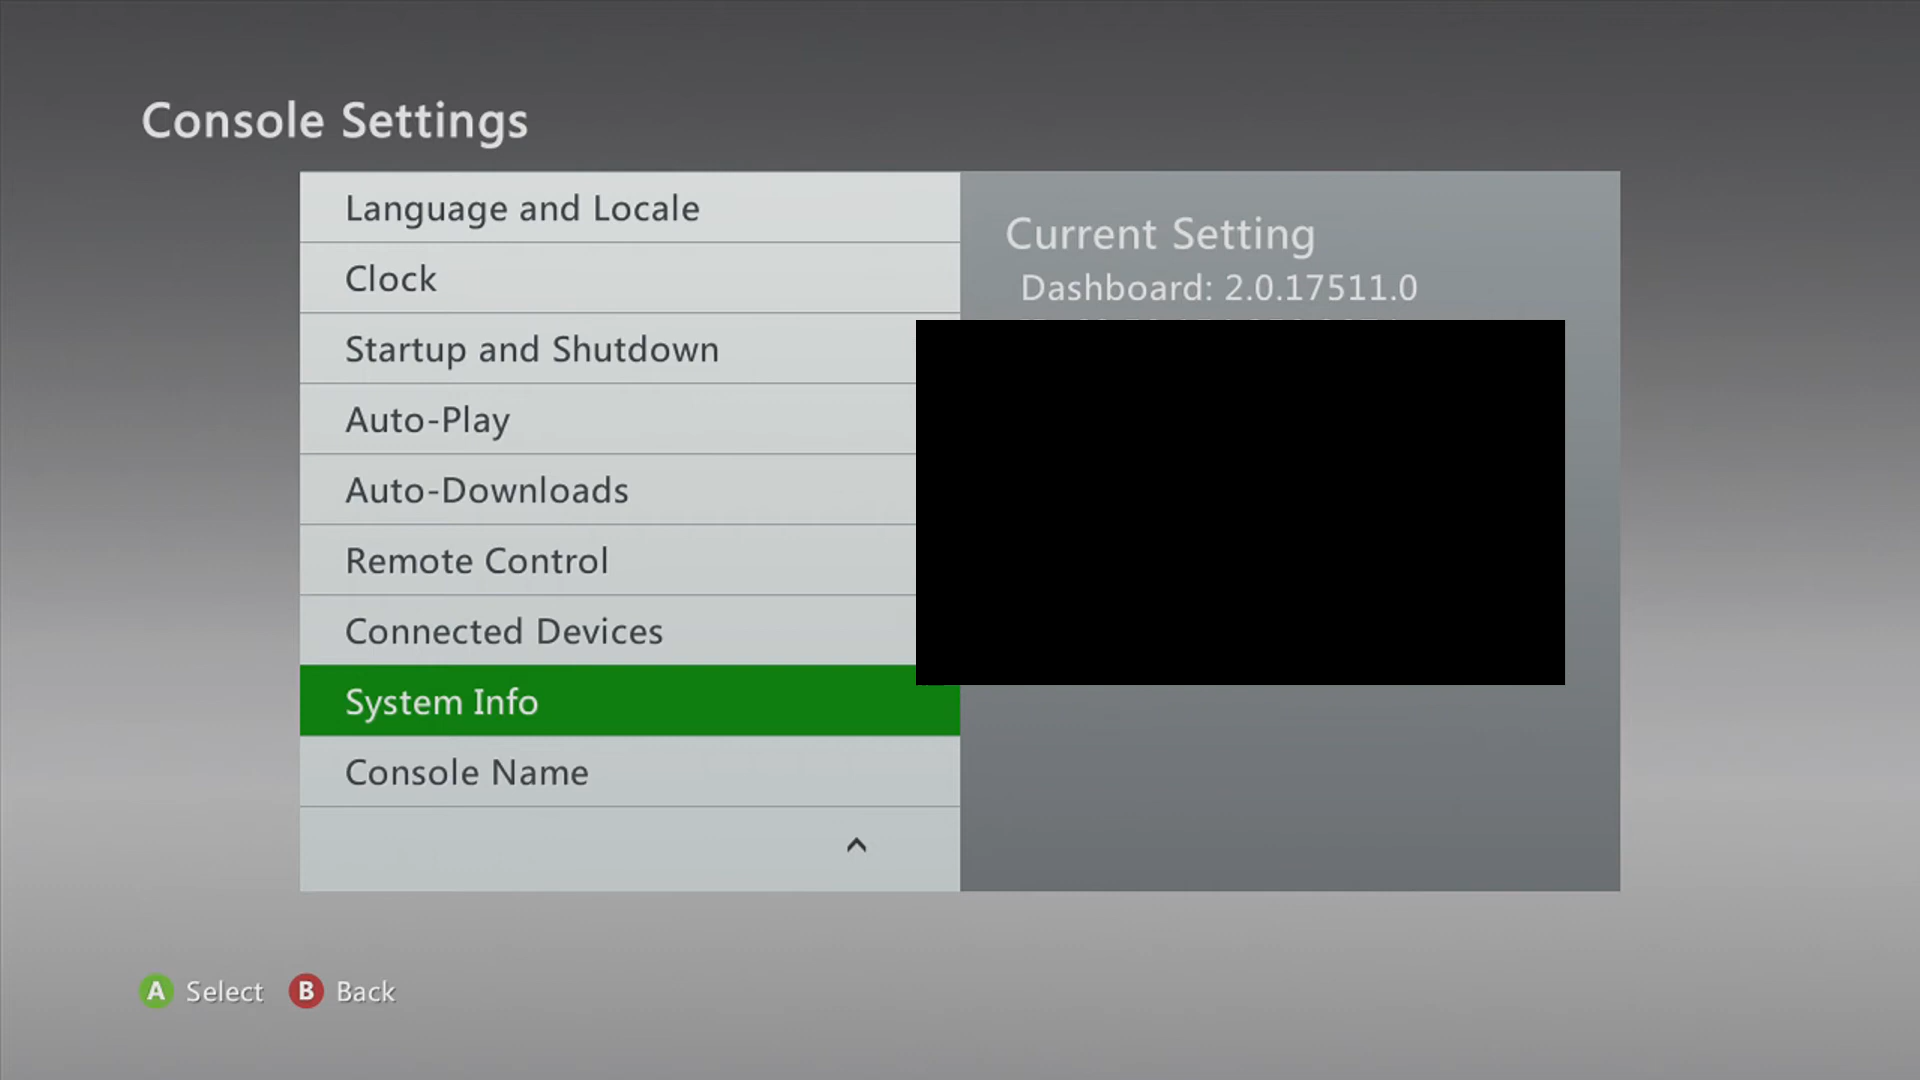 Console Settings
Language and Locale
Clock
Startup and Shutdown
Auto-Play
Auto-Downloads
Remote Control
Connected Devices
System Info
Console Name
Current Setting
Dashboard: 2.0.17511.0
A Select B Back